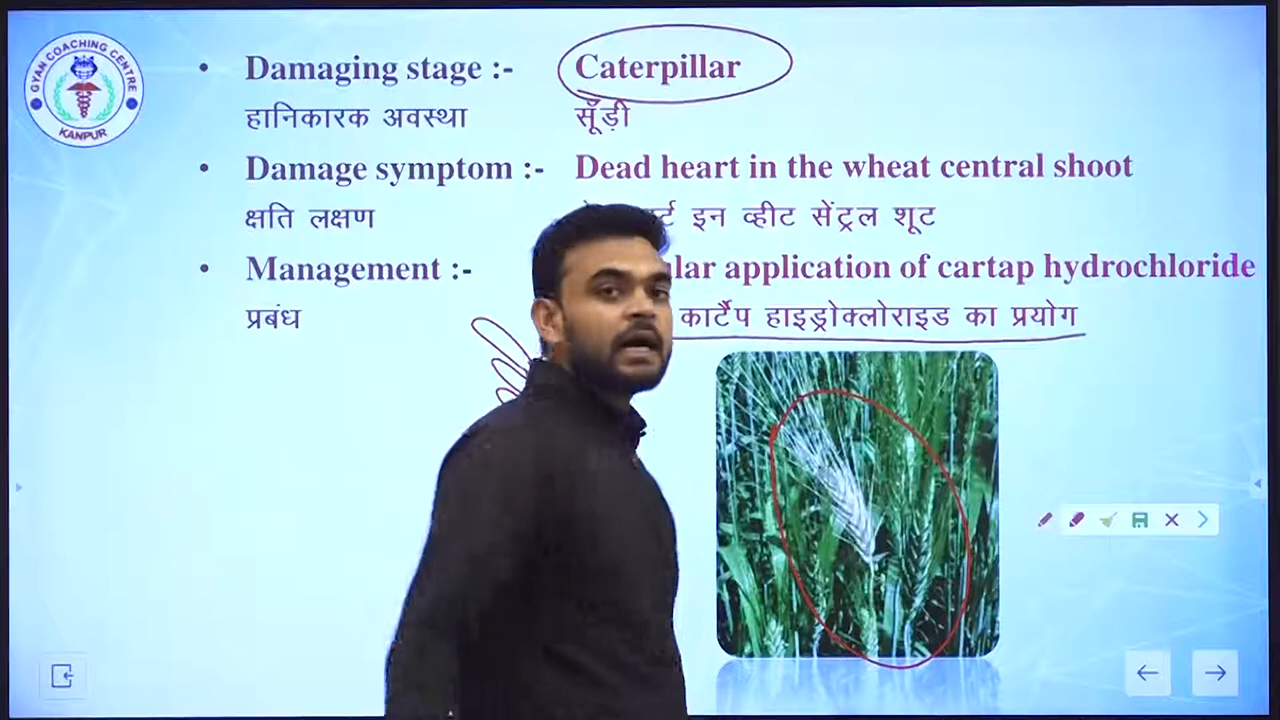 GYAN COACHING CENTRE
KANPUR
• Damaging stage :- Caterpillar
हानिकारक अवस्था सूँड़ी
• Damage symptom :- Dead heart in the wheat central shoot
क्षति लक्षण इन व्हीट सेंट्रल शूट
• Management :- application of cartap hydrochloride
प्रबंध कार्टैप हाइड्रोक्लोराइड का प्रयोग